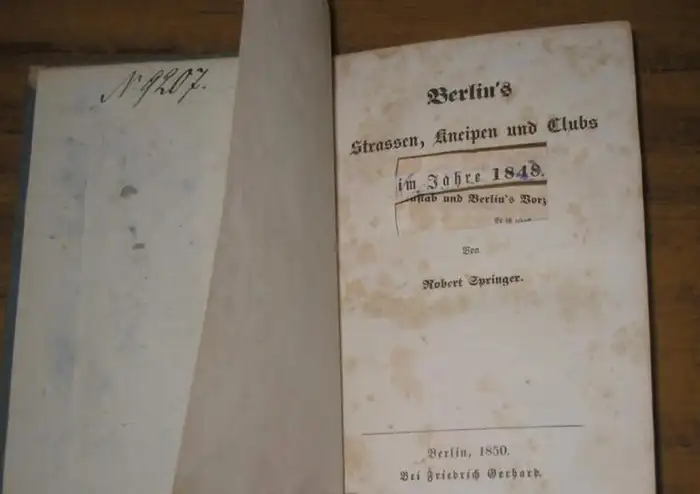 N 9207.
Berlin's
Strassen, Kneipen und Clubs
im Jahre 1848.
und Berlin's Vorz
Von
Robert Springer.
Berlin, 1850.
Bei Friedrich Gerhard.